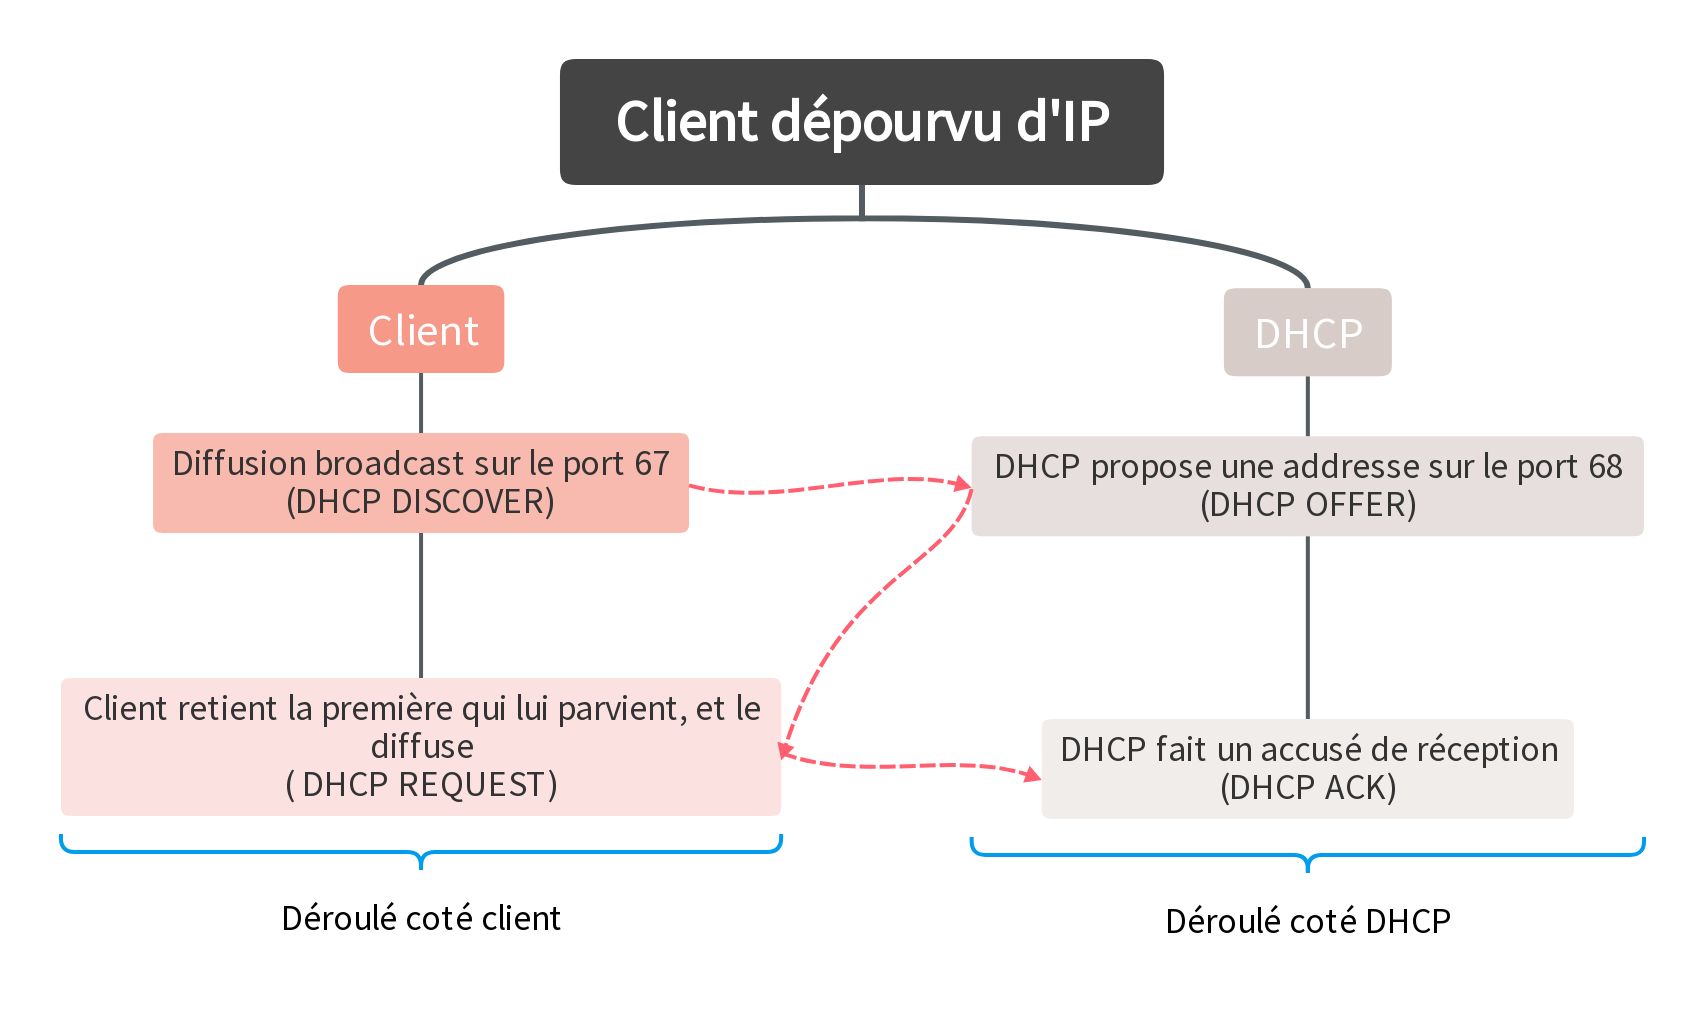 Client dépourvu d'IP
Client
DHCP
Diffusion broadcast sur le port 67
(DHCP DISCOVER)
DHCP propose une addresse sur le port 68
(DHCP OFFER)
Client retient la première qui lui parvient, et le
diffuse
( DHCP REQUEST)
DHCP fait un accusé de réception
(DHCP ACK)
Déroulé coté client
Déroulé coté DHCP